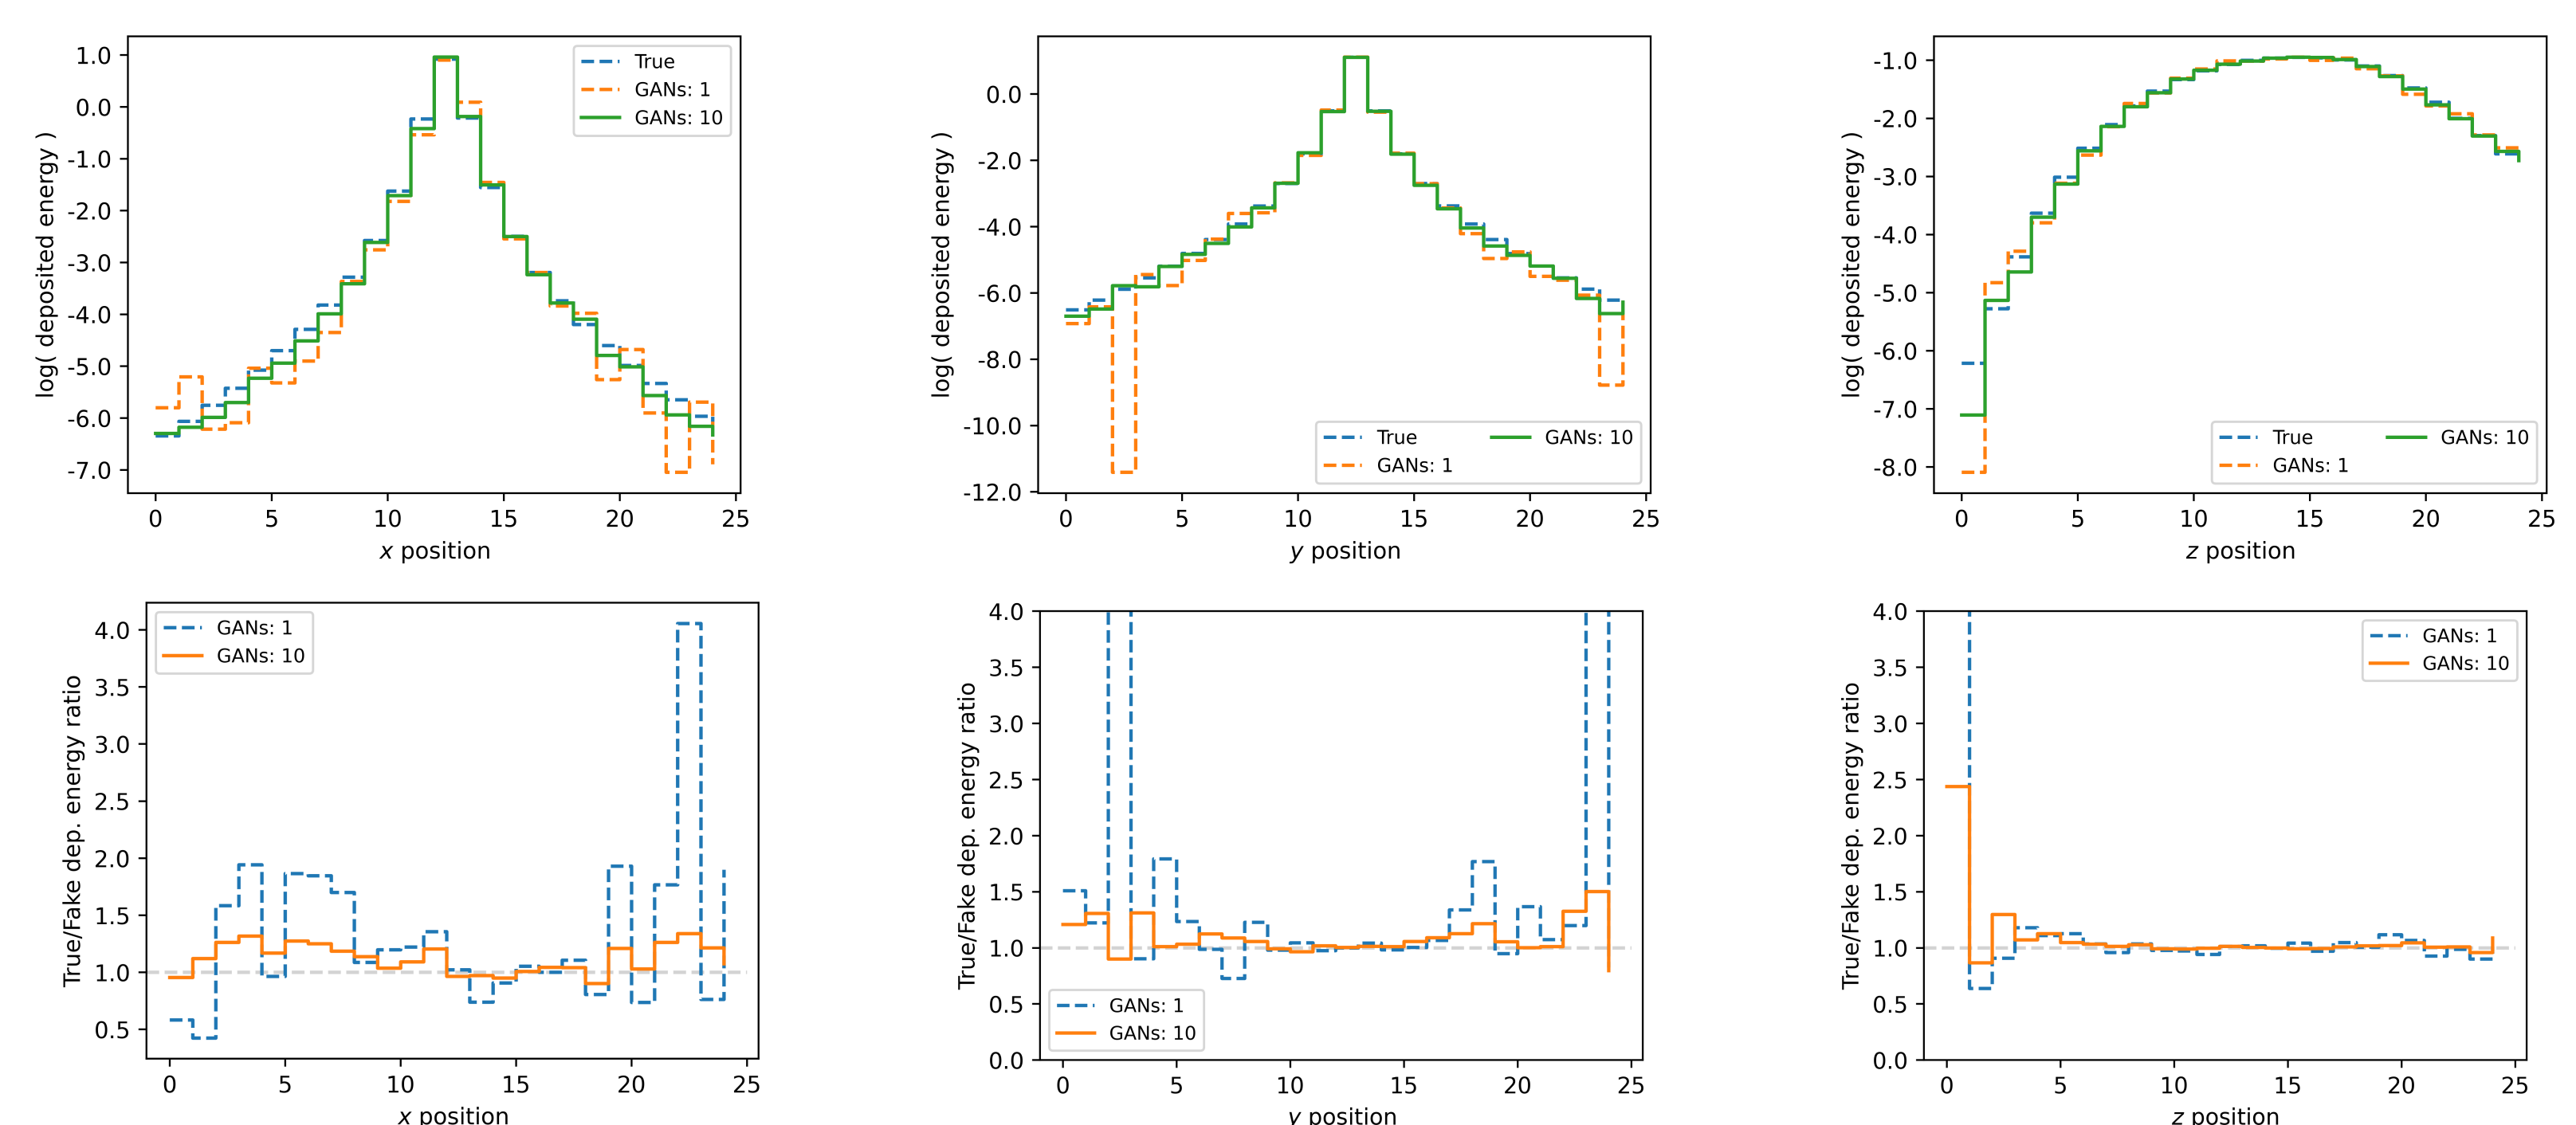 log( deposited energy )
1.0
0.0
-1.0
-2.0
-3.0
-4.0
-5.0
-6.0
-7.0
True
GANs: 1
GANs: 10
0 5 10 15 20 25
x position
log( deposited energy )
0.0
-2.0
-4.0
-6.0
-8.0
-10.0
-12.0
True GANs: 10
GANs: 1
0 5 10 15 20 25
y position
log( deposited energy )
-1.0
-2.0
-3.0
-4.0
-5.0
-6.0
-7.0
-8.0
True GANs: 10
GANs: 1
0 5 10 15 20 25
z position
True/Fake dep. energy ratio
4.0
3.5
3.0
2.5
2.0
1.5
1.0
0.5
GANs: 1
GANs: 10
0 5 10 15 20 25
x position
True/Fake dep. energy ratio
4.0
3.5
3.0
2.5
2.0
1.5
1.0
0.5
0.0
GANs: 1
GANs: 10
0 5 10 15 20 25
y position
True/Fake dep. energy ratio
4.0
3.5
3.0
2.5
2.0
1.5
1.0
0.5
0.0
GANs: 1
GANs: 10
0 5 10 15 20 25
z position